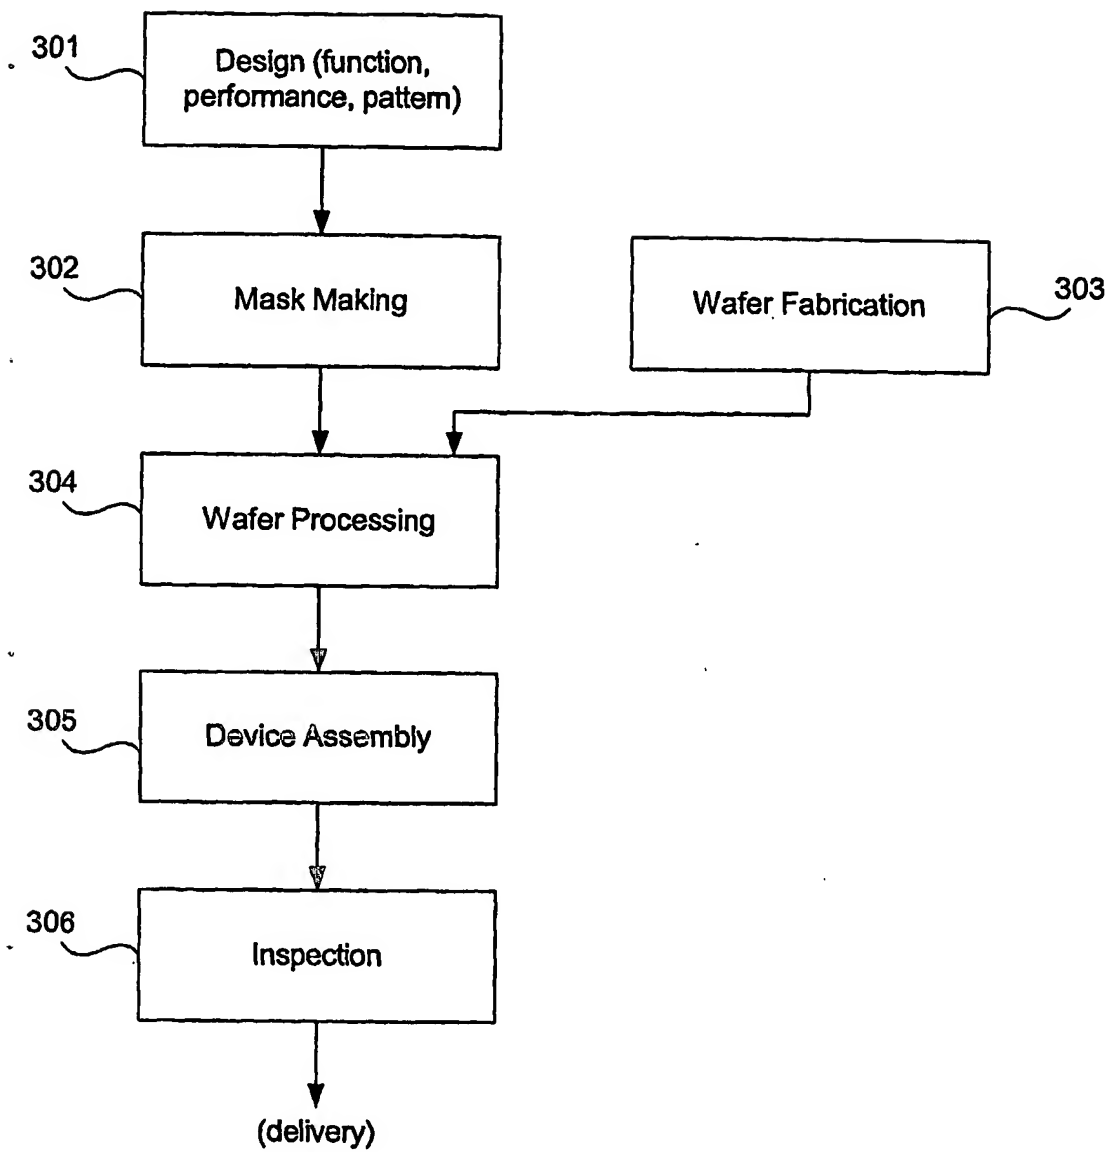 301
Design (function,
performance, pattern)
302
Mask Making
Wafer Fabrication
303
304
Wafer Processing
305
Device Assembly
306
Inspection
(delivery)